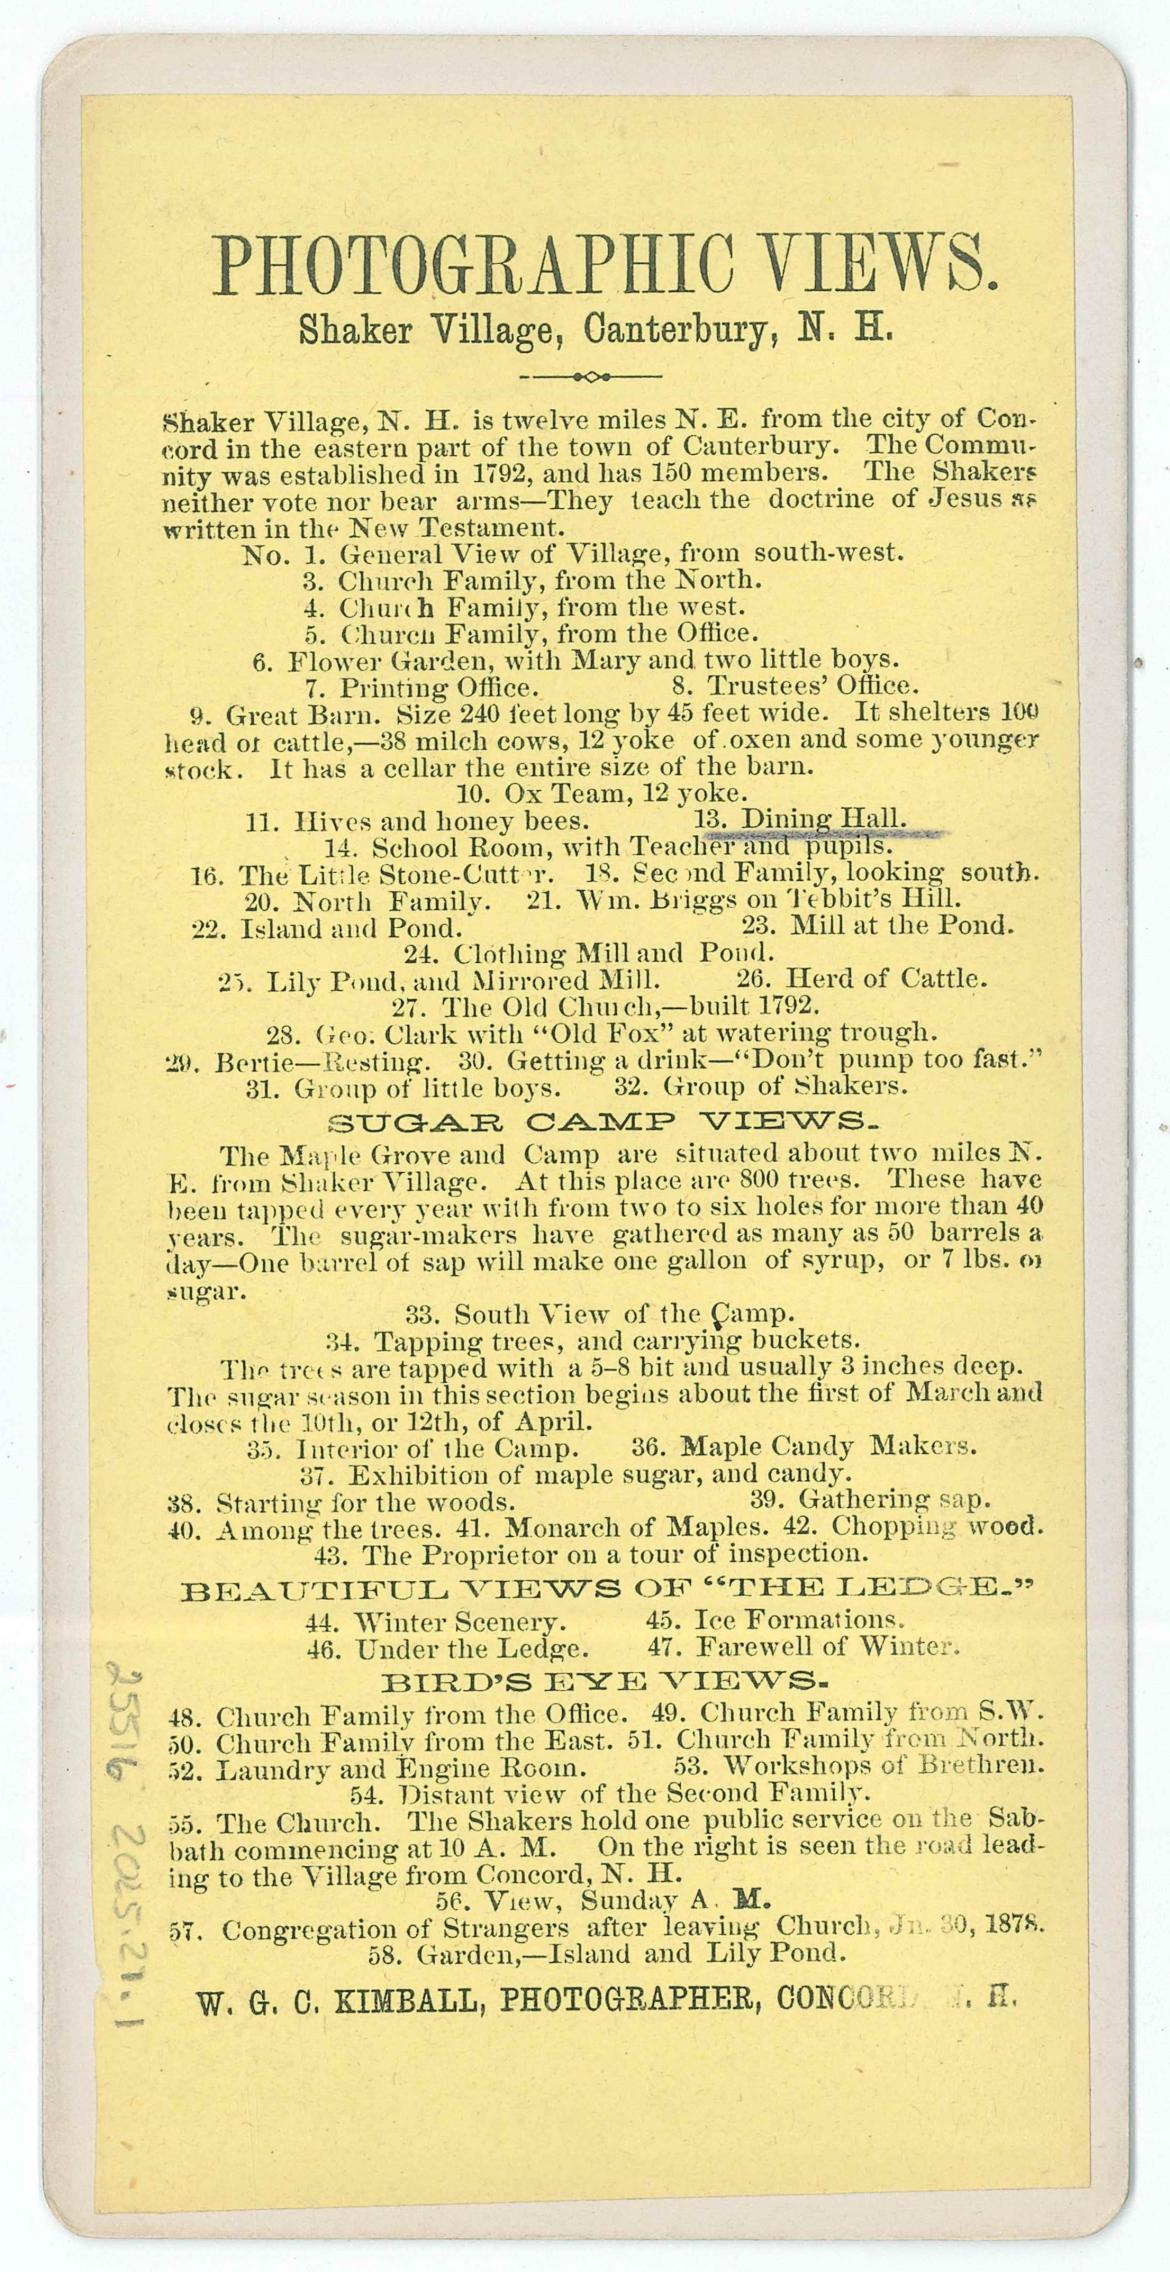 PHOTOGRAPHIC VIEWS.
Shaker Village, Canterbury, N. H.
Shaker Village, N. H. is twelve miles N. E. from the city of Con-
cord in the eastern part of the town of Canterbury. The Commu-
nity was established in 1792, and has 150 members. The Shakers
neither vote nor bear arms—They teach the doctrine of Jesus as
written in the New Testament.
No. 1. General View of Village, from south-west.
3. Church Family, from the North.
4. Church Family, from the west.
5. Church Family, from the Office.
6. Flower Garden, with Mary and two little boys.
7. Printing Office. 8. Trustees' Office.
9. Great Barn. Size 240 feet long by 45 feet wide. It shelters 100
head of cattle,—38 milch cows, 12 yoke of oxen and some younger
stock. It has a cellar the entire size of the barn.
10. Ox Team, 12 yoke.
11. Hives and honey bees. 13. Dining Hall.
14. School Room, with Teacher and pupils.
16. The Little Stone-Cutter. 18. Second Family, looking south.
20. North Family. 21. Wm. Briggs on Tebbit's Hill.
22. Island and Pond. 23. Mill at the Pond.
24. Clothing Mill and Pond.
25. Lily Pond, and Mirrored Mill. 26. Herd of Cattle.
27. The Old Church,—built 1792.
28. Geo. Clark with "Old Fox" at watering trough.
29. Bertie—Resting. 30. Getting a drink—"Don't pump too fast."
31. Group of little boys. 32. Group of Shakers.
SUGAR CAMP VIEWS.
The Maple Grove and Camp are situated about two miles N.
E. from Shaker Village. At this place are 800 trees. These have
been tapped every year with from two to six holes for more than 40
years. The sugar-makers have gathered as many as 50 barrels a
day—One barrel of sap will make one gallon of syrup, or 7 lbs. of
sugar.
33. South View of the Camp.
34. Tapping trees, and carrying buckets.
The trees are tapped with a 5-8 bit and usually 3 inches deep.
The sugar season in this section begins about the first of March and
closes the 10th, or 12th, of April.
35. Interior of the Camp. 36. Maple Candy Makers.
37. Exhibition of maple sugar, and candy.
38. Starting for the woods. 39. Gathering sap.
40. Among the trees. 41. Monarch of Maples. 42. Chopping wood.
43. The Proprietor on a tour of inspection.
BEAUTIFUL VIEWS OF "THE LEDGE."
44. Winter Scenery. 45. Ice Formations.
46. Under the Ledge. 47. Farewell of Winter.
BIRD'S EYE VIEWS.
48. Church Family from the Office. 49. Church Family from S.W.
50. Church Family from the East. 51. Church Family from North.
52. Laundry and Engine Room. 53. Workshops of Brethren.
54. Distant view of the Second Family.
55. The Church. The Shakers hold one public service on the Sab-
bath commencing at 10 A. M. On the right is seen the road lead-
ing to the Village from Concord, N. H.
56. View, Sunday A. M.
57. Congregation of Strangers after leaving Church, Jn. 30, 1878.
58. Garden,—Island and Lily Pond.
W. G. C. KIMBALL, PHOTOGRAPHER, CONCORD, N. H.
25516 2025.21.1